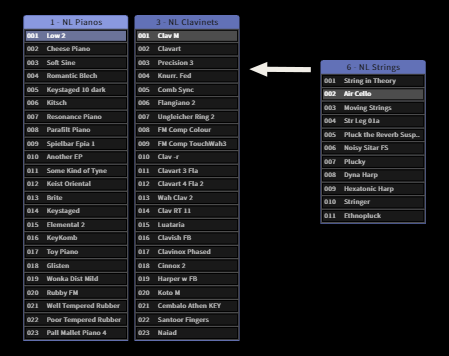 1 - NL Pianos
001 Low 2
002 Cheese Piano
003 Soft Sine
004 Romantic Blech
005 Keystaged 10 dark
006 Kitsch
007 Resonance Piano
008 Parafilt Piano
009 Spielbar Epia 1
010 Another EP
011 Some Kind of Tyne
012 Keist Oriental
013 Brite
014 Keystaged
015 Elemental 2
016 KeyKomb
017 Toy Piano
018 Glisten
019 Wonka Dist Mild
020 Rubby FM
021 Well Tempered Rubber
022 Poor Tempered Rubber
023 Pall Mallet Piano 4
3 - NL Clavinets
001 Clav M
002 Clavart
003 Precision 3
004 Knurr. Fed
005 Comb Sync
006 Flangiano 2
007 Ungleicher Ring 2
008 FM Comp Colour
009 FM Comp TouchWah3
010 Clav -r
011 Clavart 3 Fla
012 Clavart 4 Fla 2
013 Wah Clav 2
014 Clav RT 11
015 Luataria
016 Clavish FB
017 Clavinox Phased
018 Cinnox 2
019 Harper w FB
020 Koto M
021 Cembalo Athen KEY
022 Santoor Fingers
023 Naiad
6 - NL Strings
001 String in Theory
002 Air Cello
003 Moving Strings
004 Str Leg 01a
005 Pluck the Reverb Susp..
006 Noisy Sitar FS
007 Plucky
008 Dyna Harp
009 Hexatonic Harp
010 Stringer
011 Ethnopluck